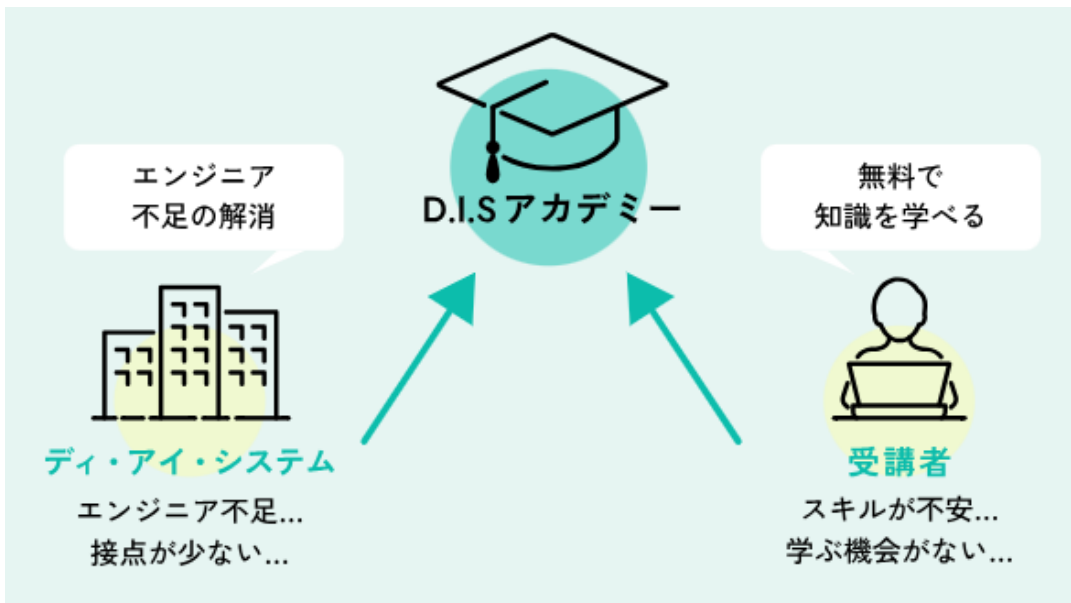 D.I.Sアカデミー
エンジニア
不足の解消
無料で
知識を学べる
ディ・アイ・システム
エンジニア不足...
接点が少ない...
受講者
スキルが不安...
学ぶ機会がない...